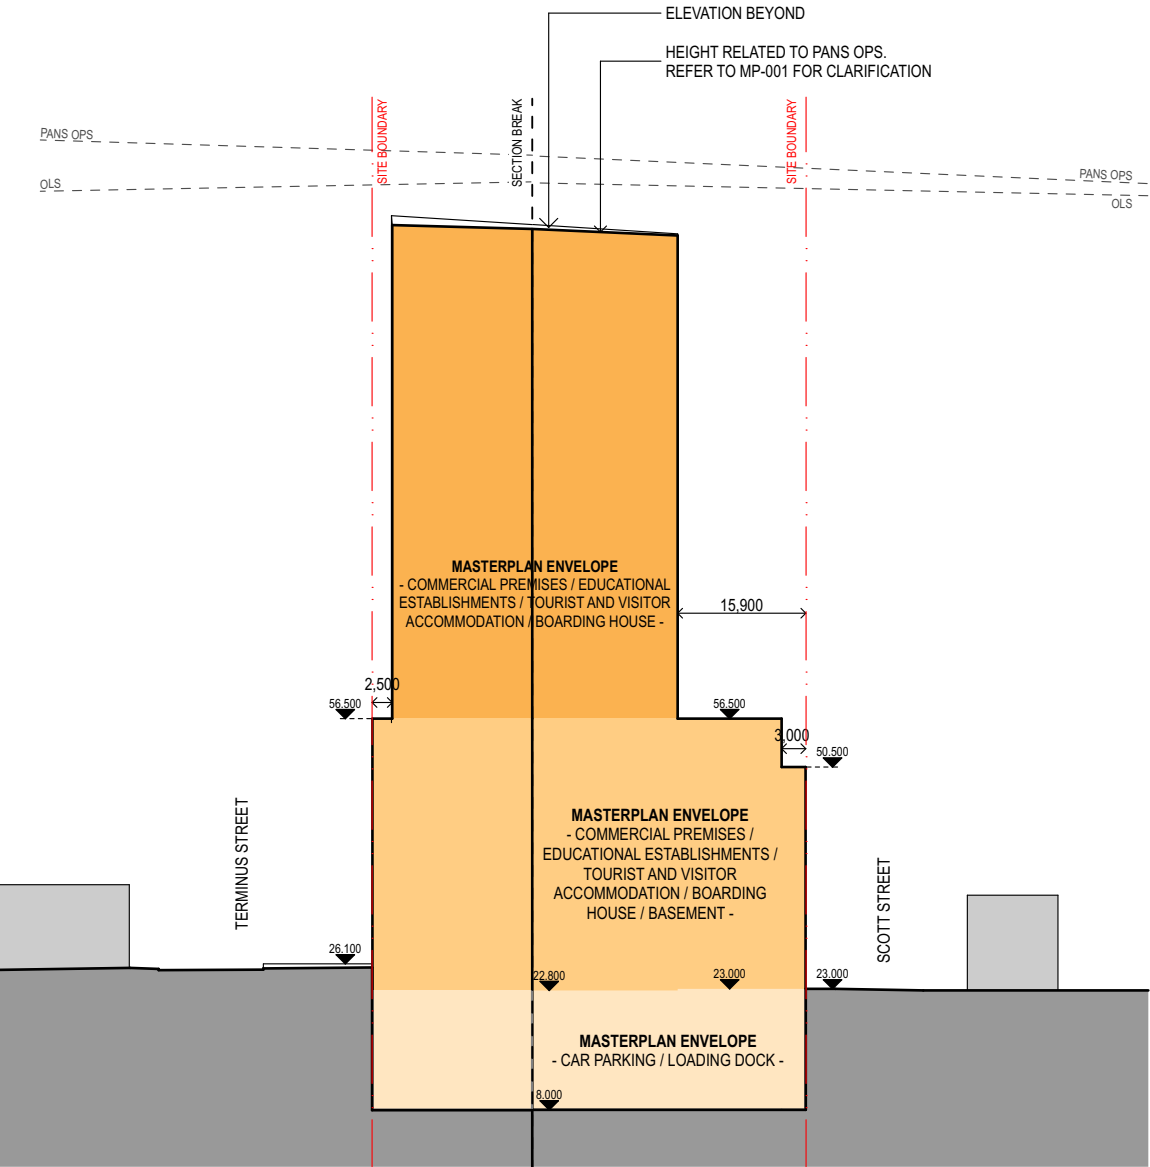 ELEVATION BEYOND
HEIGHT RELATED TO PANS OPS.
REFER TO MP-001 FOR CLARIFICATION
SITE BOUNDARY
SECTION BREAK
SITE BOUNDARY
PANS OPS
OLS
PANS OPS
OLS
MASTERPLAN ENVELOPE
- COMMERCIAL PREMISES / EDUCATIONAL
ESTABLISHMENTS / TOURIST AND VISITOR
ACCOMMODATION / BOARDING HOUSE -
15,900
2,500
56.500
56.500
3,000
50.500
TERMINUS STREET
MASTERPLAN ENVELOPE
- COMMERCIAL PREMISES /
EDUCATIONAL ESTABLISHMENTS /
TOURIST AND VISITOR
ACCOMMODATION / BOARDING
HOUSE / BASEMENT -
SCOTT STREET
26.100
22.800
23.000
23.000
MASTERPLAN ENVELOPE
- CAR PARKING / LOADING DOCK -
8.000